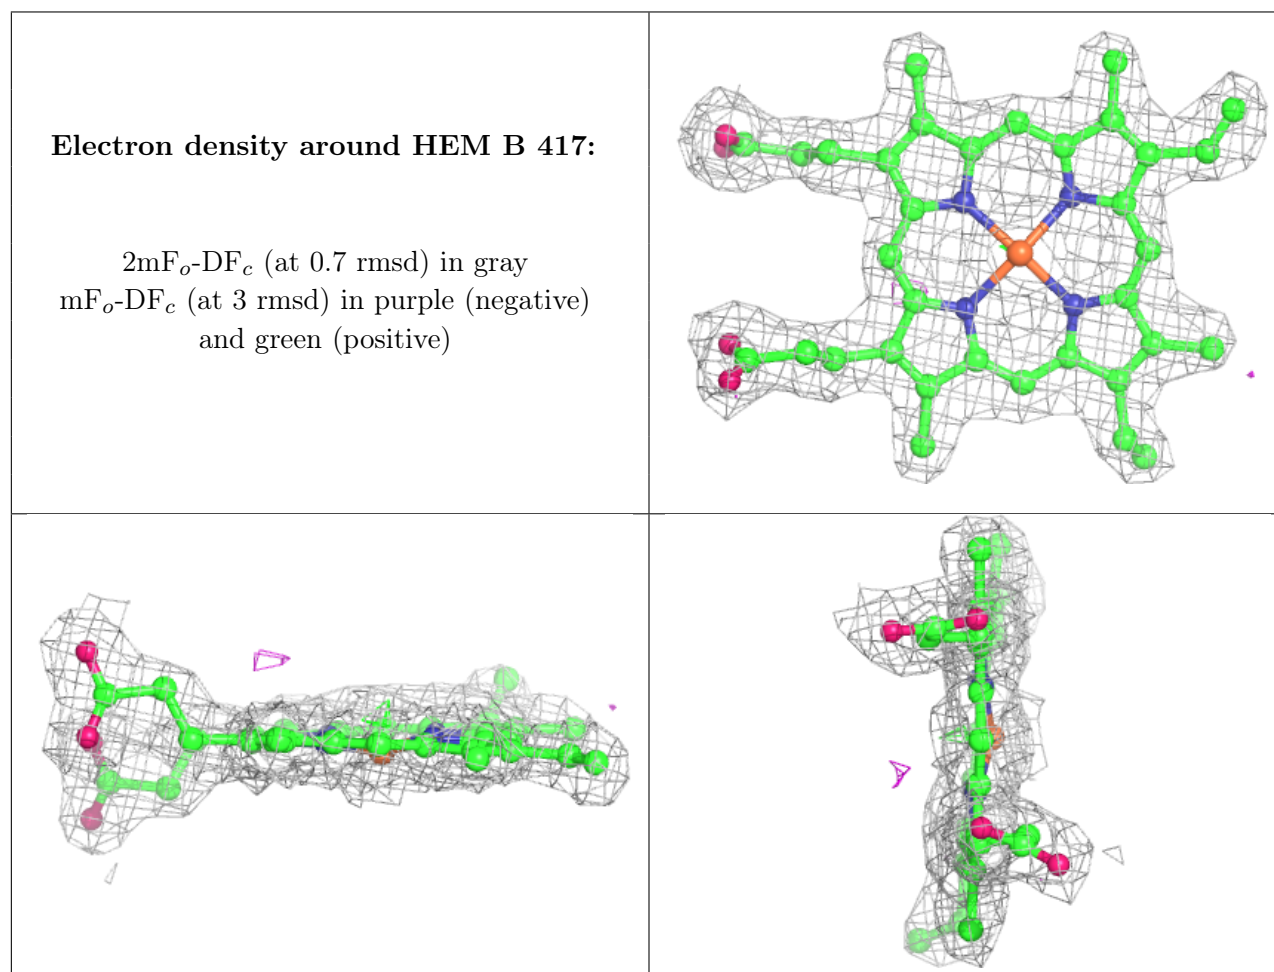 Electron density around HEM B 417:
2mFo-DFc (at 0.7 rmsd) in gray
mFo-DFc (at 3 rmsd) in purple (negative)
and green (positive)